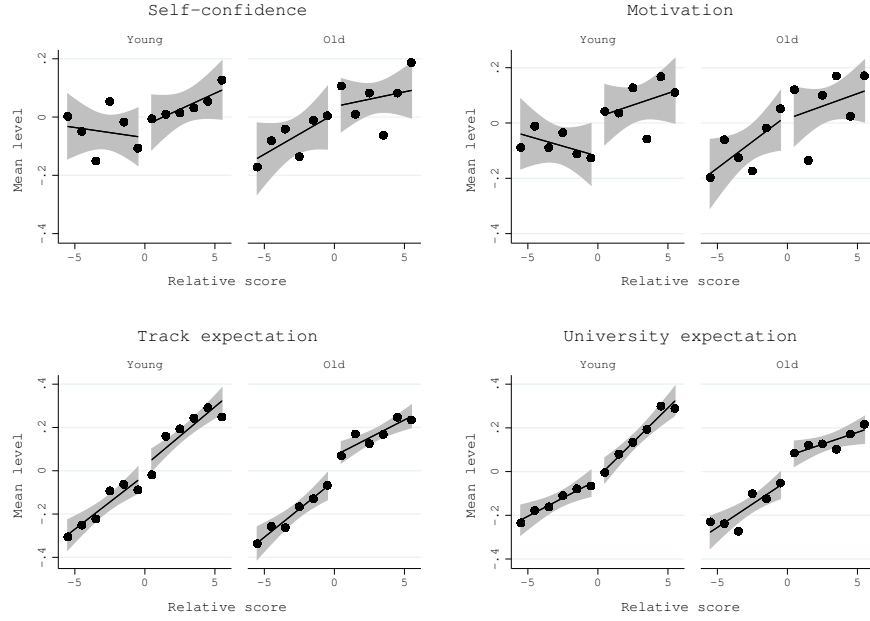 Self-confidence
Motivation
Young
Old
Young
Old
Mean level
.2
0
-.2
-.4
-5
0
5
-5
0
5
Relative score
Mean level
.2
0
-.2
-.4
-5
0
5
-5
0
5
Relative score
Track expectation
University expectation
Young
Old
Young
Old
Mean level
.4
.2
0
-.2
-.4
-5
0
5
-5
0
5
Relative score
Mean level
.4
.2
0
-.2
-.4
-5
0
5
-5
0
5
Relative score